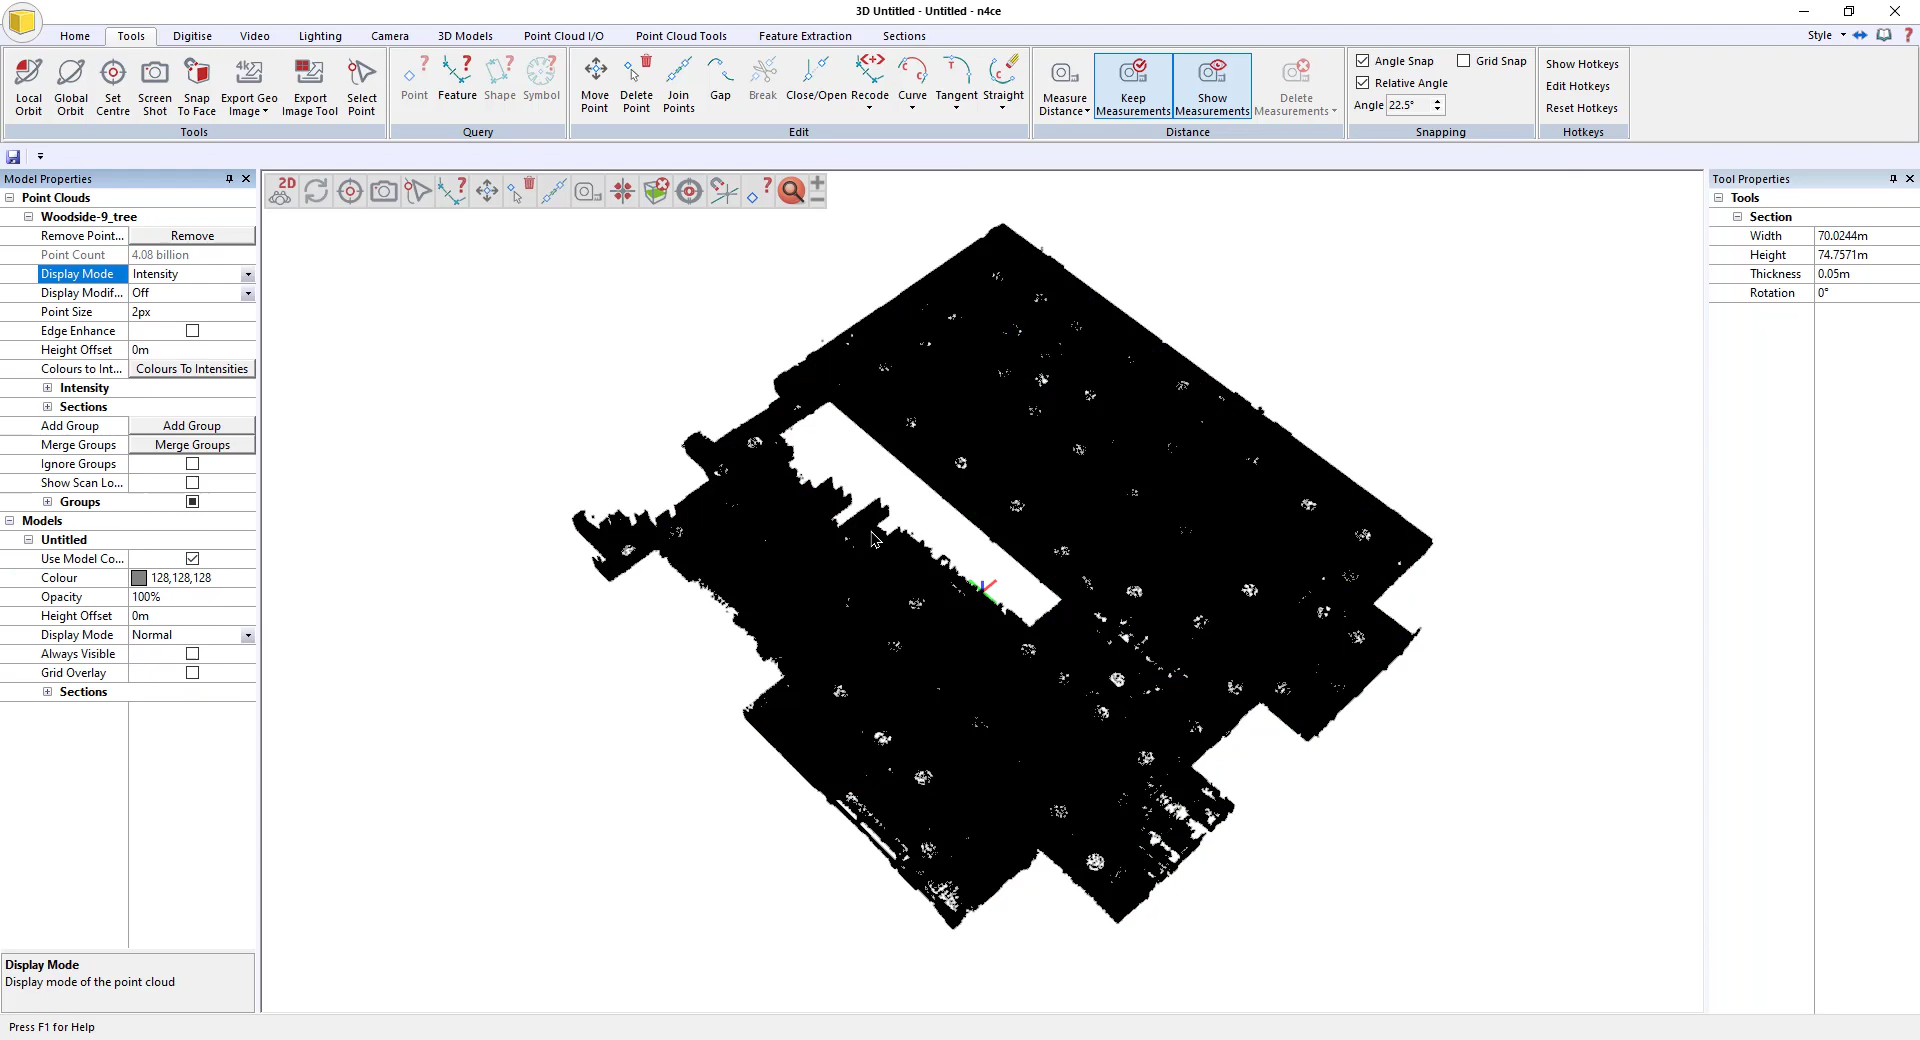 3D Untitled - Untitled - n4ce
Home Tools Digitise Video Lighting Camera 3D Models Point Cloud I/O Point Cloud Tools Feature Extraction Sections Style
Local Orbit
Global Orbit
Set Centre
Screen Shot
Snap To Face
4k
Export Geo Image
Export Image Tool
Select Point
Tools
Point
Feature
Shape
Symbol
Query
Move Point
Delete Point
Join Points
Gap
Break
Close/Open
Recode
Curve
Tangent
Straight
Edit
Measure Distance
Keep Measurements
Show Measurements
Delete Measurements
Distance
Angle Snap
Grid Snap
Relative Angle
Angle 22.5°
Snapping
Show Hotkeys
Edit Hotkeys
Reset Hotkeys
Hotkeys
Model Properties
Point Clouds
Woodside-9_tree
Remove Point... Remove
Point Count 4.08 billion
Display Mode Intensity
Display Modif... Off
Point Size 2px
Edge Enhance
Height Offset 0m
Colours to Int... Colours To Intensities
Intensity
Sections
Add Group Add Group
Merge Groups Merge Groups
Ignore Groups
Show Scan Lo...
Groups
Models
Untitled
Use Model Co...
Colour 128,128,128
Opacity 100%
Height Offset 0m
Display Mode Normal
Always Visible
Grid Overlay
Sections
Display Mode
Display mode of the point cloud
2D
Tool Properties
Tools
Section
Width 70.0244m
Height 74.7571m
Thickness 0.05m
Rotation 0°
Press F1 for Help